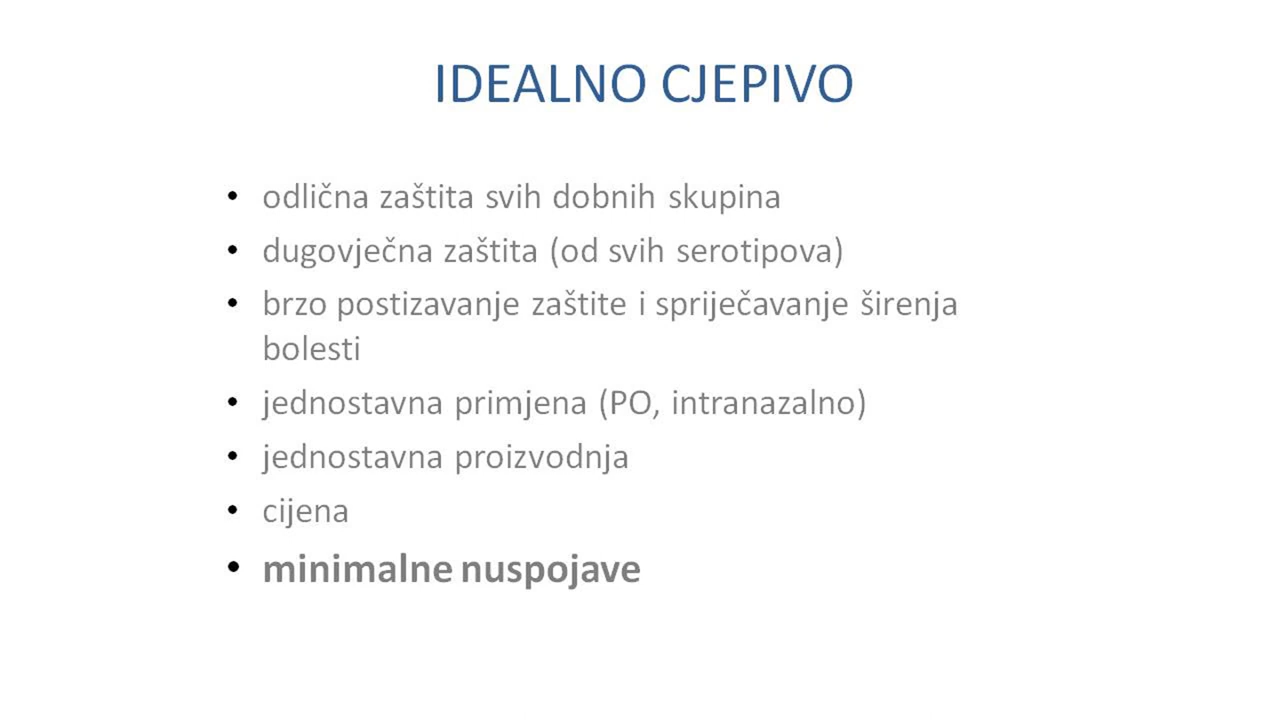 IDEALNO CJEPIVO
• odlična zaštita svih dobnih skupina
• dugovječna zaštita (od svih serotipova)
• brzo postizavanje zaštite i spriječavanje širenja
bolesti
• jednostavna primjena (PO, intranazalno)
• jednostavna proizvodnja
• cijena
• minimalne nuspojave